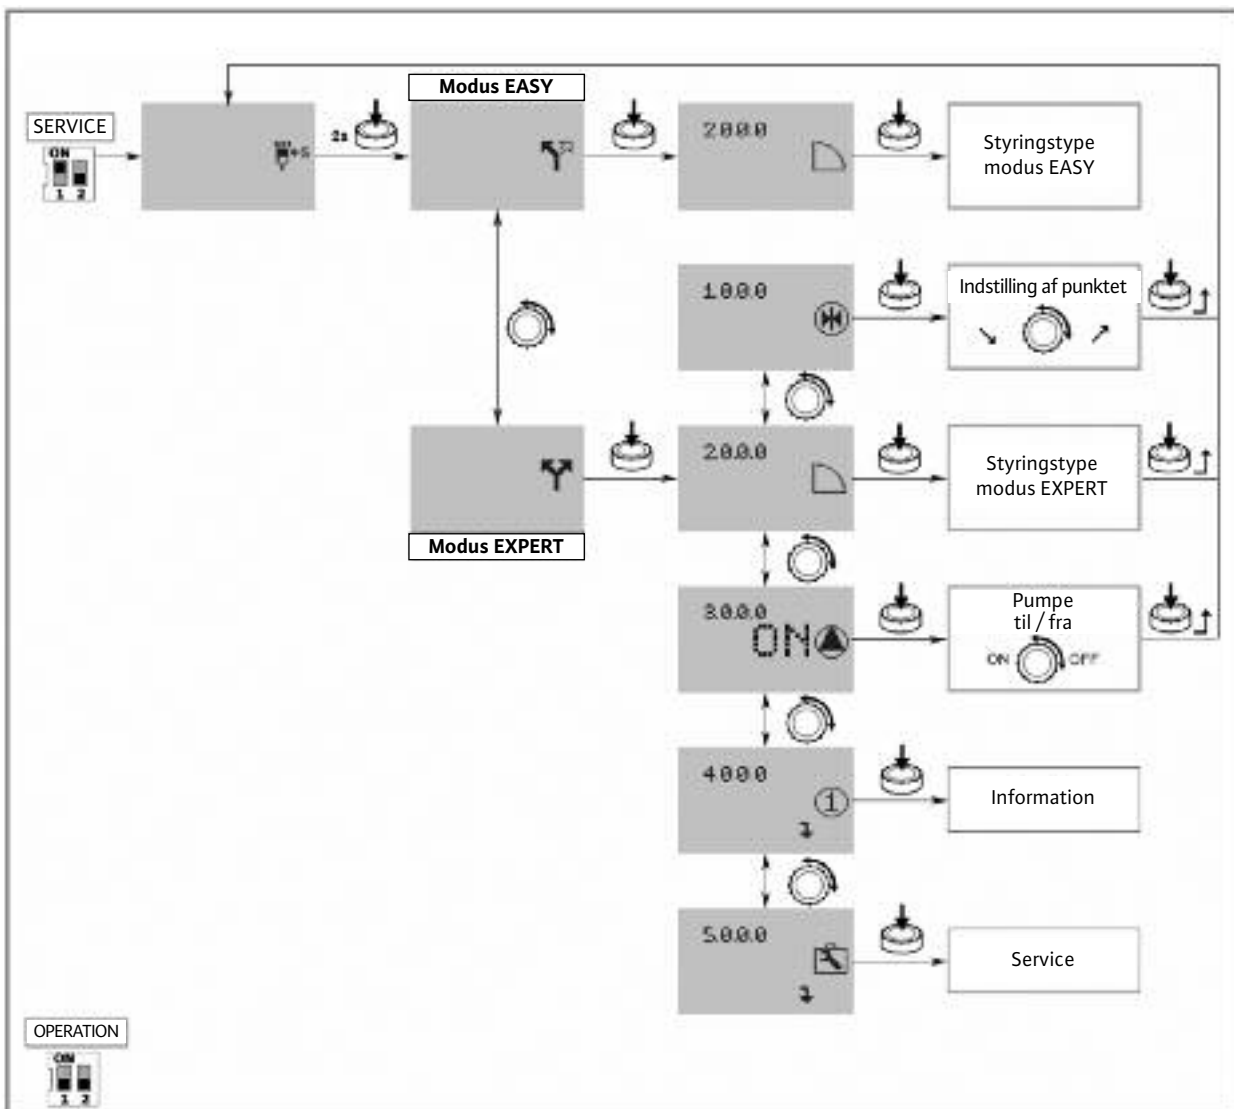 Modus EASY
SERVICE
ON
1 2
+S
2s
2.0.0.0
Styringstype
modus EASY
1.0.0.0
Indstilling af punktet
2.0.0.0
Styringstype
modus EXPERT
Modus EXPERT
3.0.0.0
ON
Pumpe
til / fra
ON OFF
4.0.0.0
1
Information
5.0.0.0
Service
OPERATION
ON
1 2